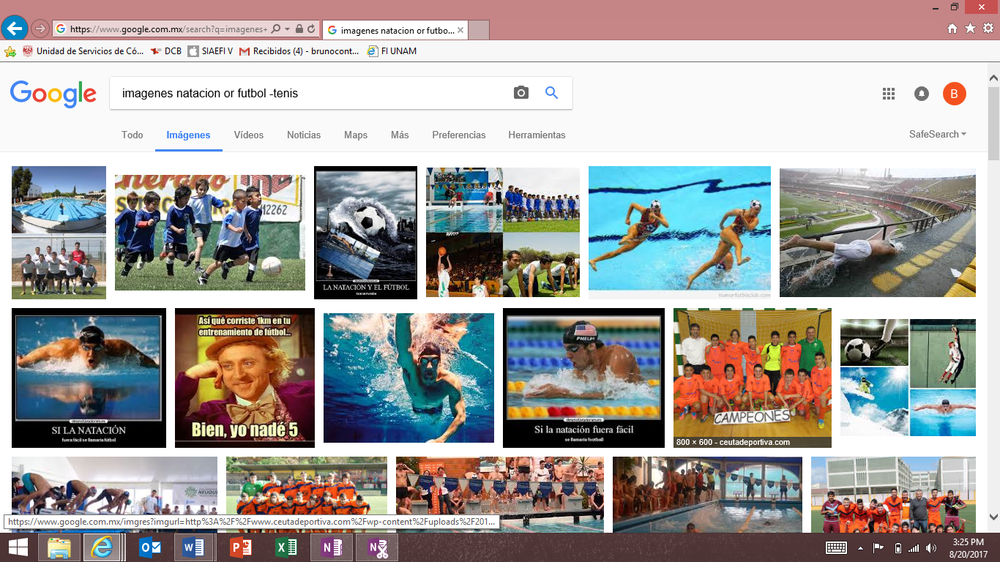 https://www.google.com.mx/search?q=imagenes+
imagenes natacion or futbo...
Unidad de Servicios de Có...
DCB
SIAEFI V
Recibidos (4) - brunocont...
FI UNAM
Google
imagenes natacion or futbol -tenis
B
Todo
Imágenes
Vídeos
Noticias
Maps
Más
Preferencias
Herramientas
SafeSearch
2262
LA NATACIÓN Y EL FÚTBOL
humorfutbolclub.com
SI LA NATACIÓN
fuera fácil se llamaría fútbol
Así qué corriste 1km en tu
entrenamiento de fútbol...
Bien, yo nadé 5
PHELPS
Si la natación fuera fácil
se llamaría football
CAMPEONES
800 × 600 - ceutadeportiva.com
NEUQU
https://www.google.com.mx/imgres?imgurl=http%3A%2F%2Fwww.ceutadeportiva.com%2Fwp-content%2Fuploads%2F201...
3:25 PM
8/20/2017